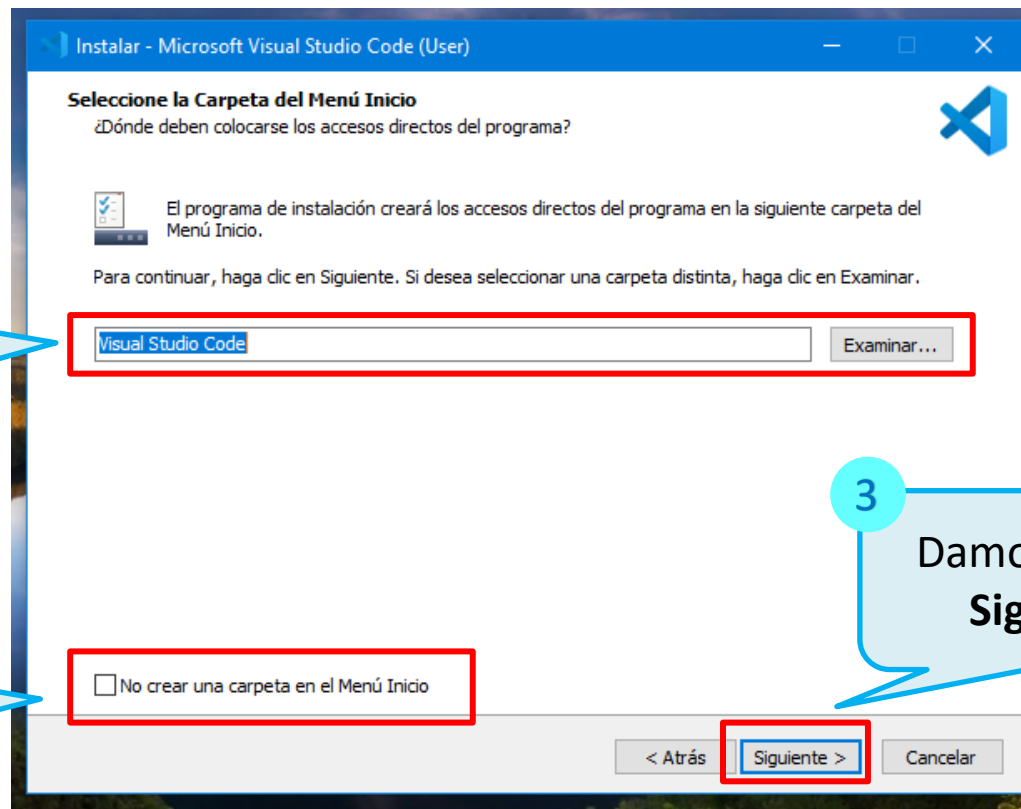 Instalar - Microsoft Visual Studio Code (User)
Seleccione la Carpeta del Menú Inicio
¿Dónde deben colocarse los accesos directos del programa?
El programa de instalación creará los accesos directos del programa en la siguiente carpeta del
Menú Inicio.
Para continuar, haga clic en Siguiente. Si desea seleccionar una carpeta distinta, haga clic en Examinar.
Visual Studio Code
Examinar...
3
Damo
Sig
No crear una carpeta en el Menú Inicio
< Atrás
Siguiente >
Cancelar